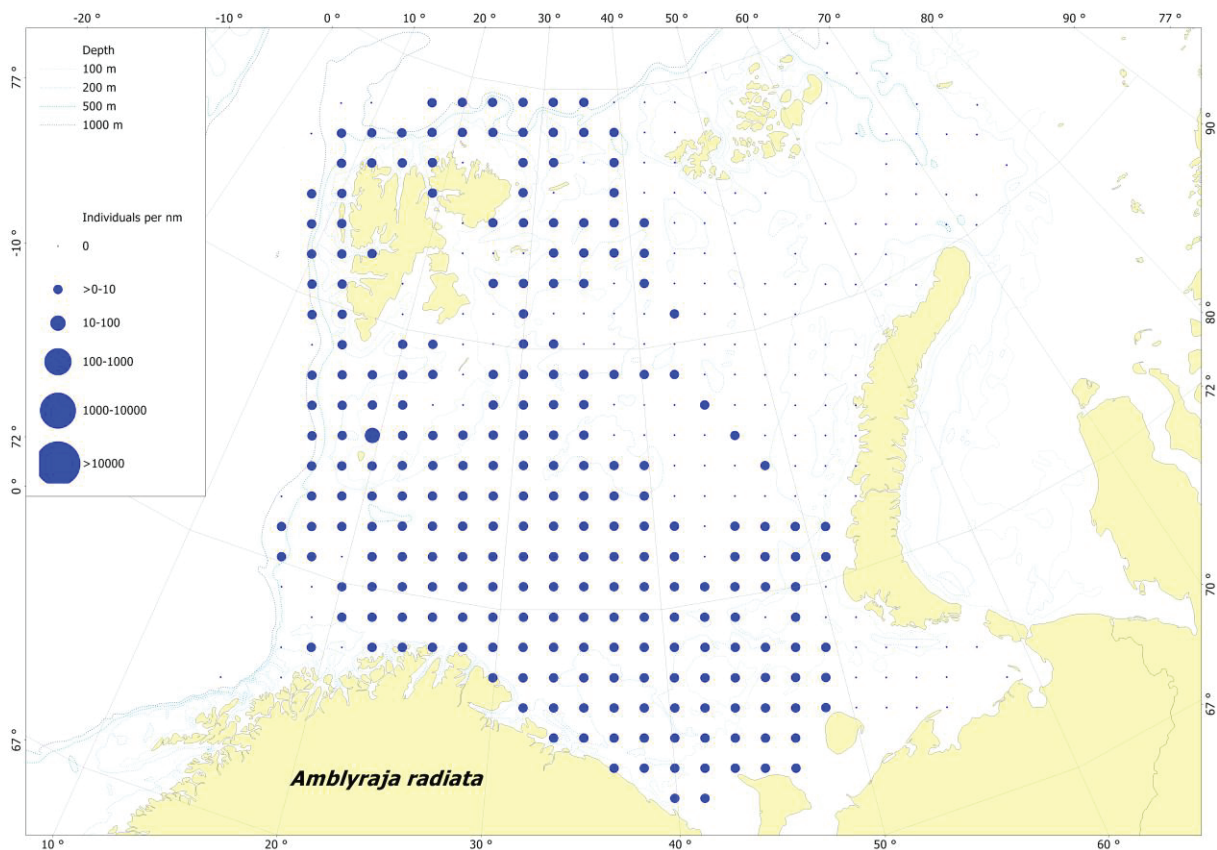 -20 ° -10 ° 0 ° 10 ° 20 ° 30 ° 40 ° 50 ° 60 ° 70 ° 80 ° 90 ° 77 °
Depth
100 m
200 m
500 m
1000 m
Individuals per nm
0
>0-10
10-100
100-1000
1000-10000
>10000
77 °
-10 °
72 °
0 °
67 °
90 °
80 °
72 °
70 °
67 °
Amblyraja radiata
10 ° 20 ° 30 ° 40 ° 50 ° 60 °